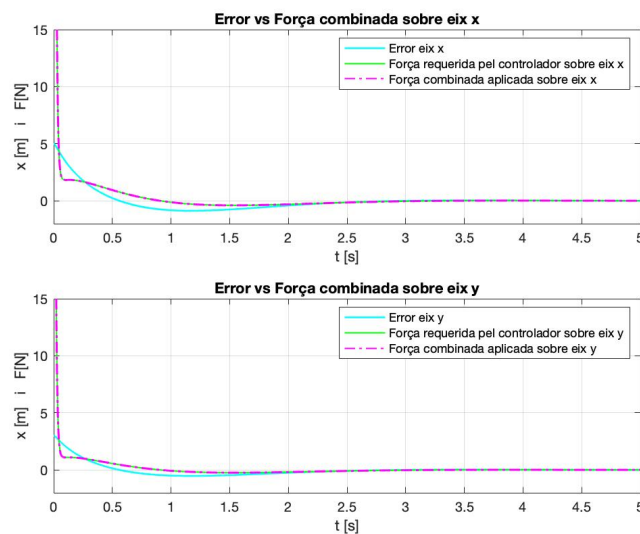 Error vs Força combinada sobre eix x
15
10
5
0
x [m] i F[N]
Error eix x
Força requerida pel controlador sobre eix x
Força combinada aplicada sobre eix x
0 0.5 1 1.5 2 2.5 3 3.5 4 4.5 5
t [s]
Error vs Força combinada sobre eix y
15
10
5
0
x [m] i F[N]
Error eix y
Força requerida pel controlador sobre eix y
Força combinada aplicada sobre eix y
0 0.5 1 1.5 2 2.5 3 3.5 4 4.5 5
t [s]